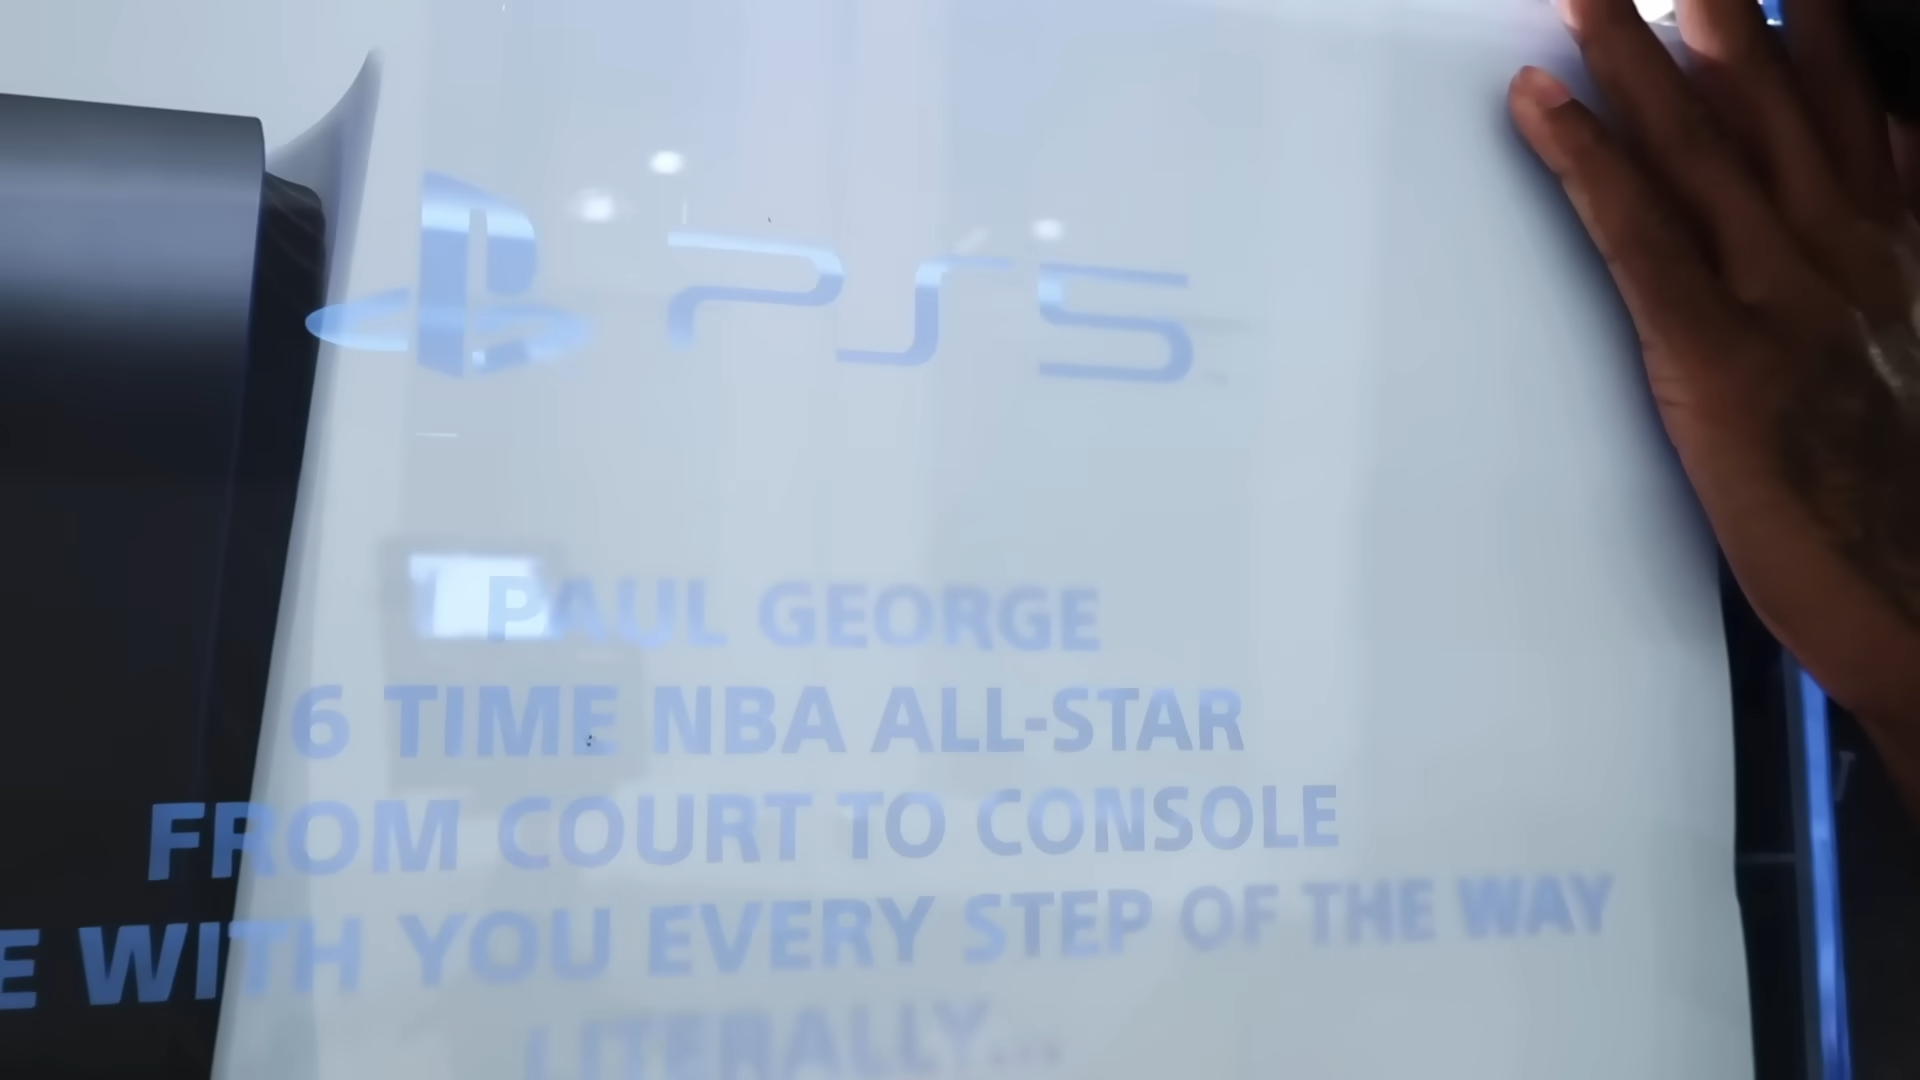 PS5
PAUL GEORGE
6 TIME NBA ALL-STAR
FROM COURT TO CONSOLE
WITH YOU EVERY STEP OF THE WAY
LITERALLY...